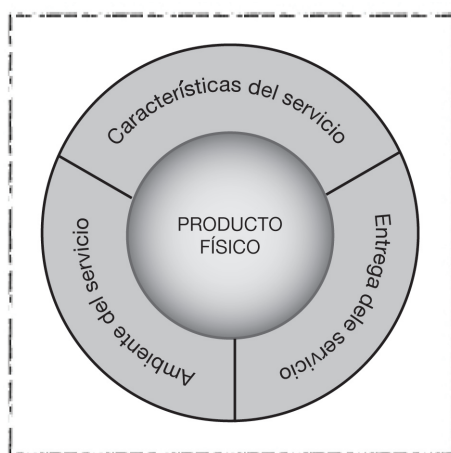 Características del servicio
PRODUCTO
FÍSICO
Ambiente del servicio
Entrega dele servicio